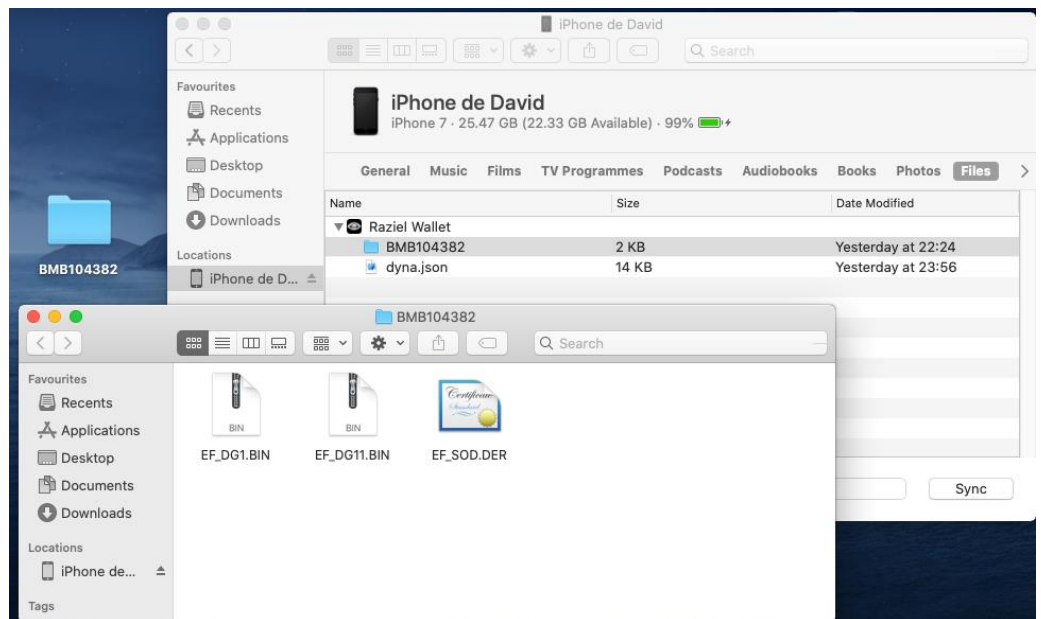 iPhone de David
Search
Favourites
Recents
Applications
Desktop
Documents
Downloads
Locations
iPhone de D...
iPhone de David
iPhone 7 · 25.47 GB (22.33 GB Available) · 99%
General Music Films TV Programmes Podcasts Audiobooks Books Photos Files
Name Size Date Modified
Raziel Wallet
BMB104382 2 KB Yesterday at 22:24
dyna.json 14 KB Yesterday at 23:56
Sync
BMB104382
BMB104382
Search
Favourites
Recents
Applications
Desktop
Documents
Downloads
Locations
iPhone de...
Tags
BIN BIN Certificate
Standard
EF_DG1.BIN EF_DG11.BIN EF_SOD.DER